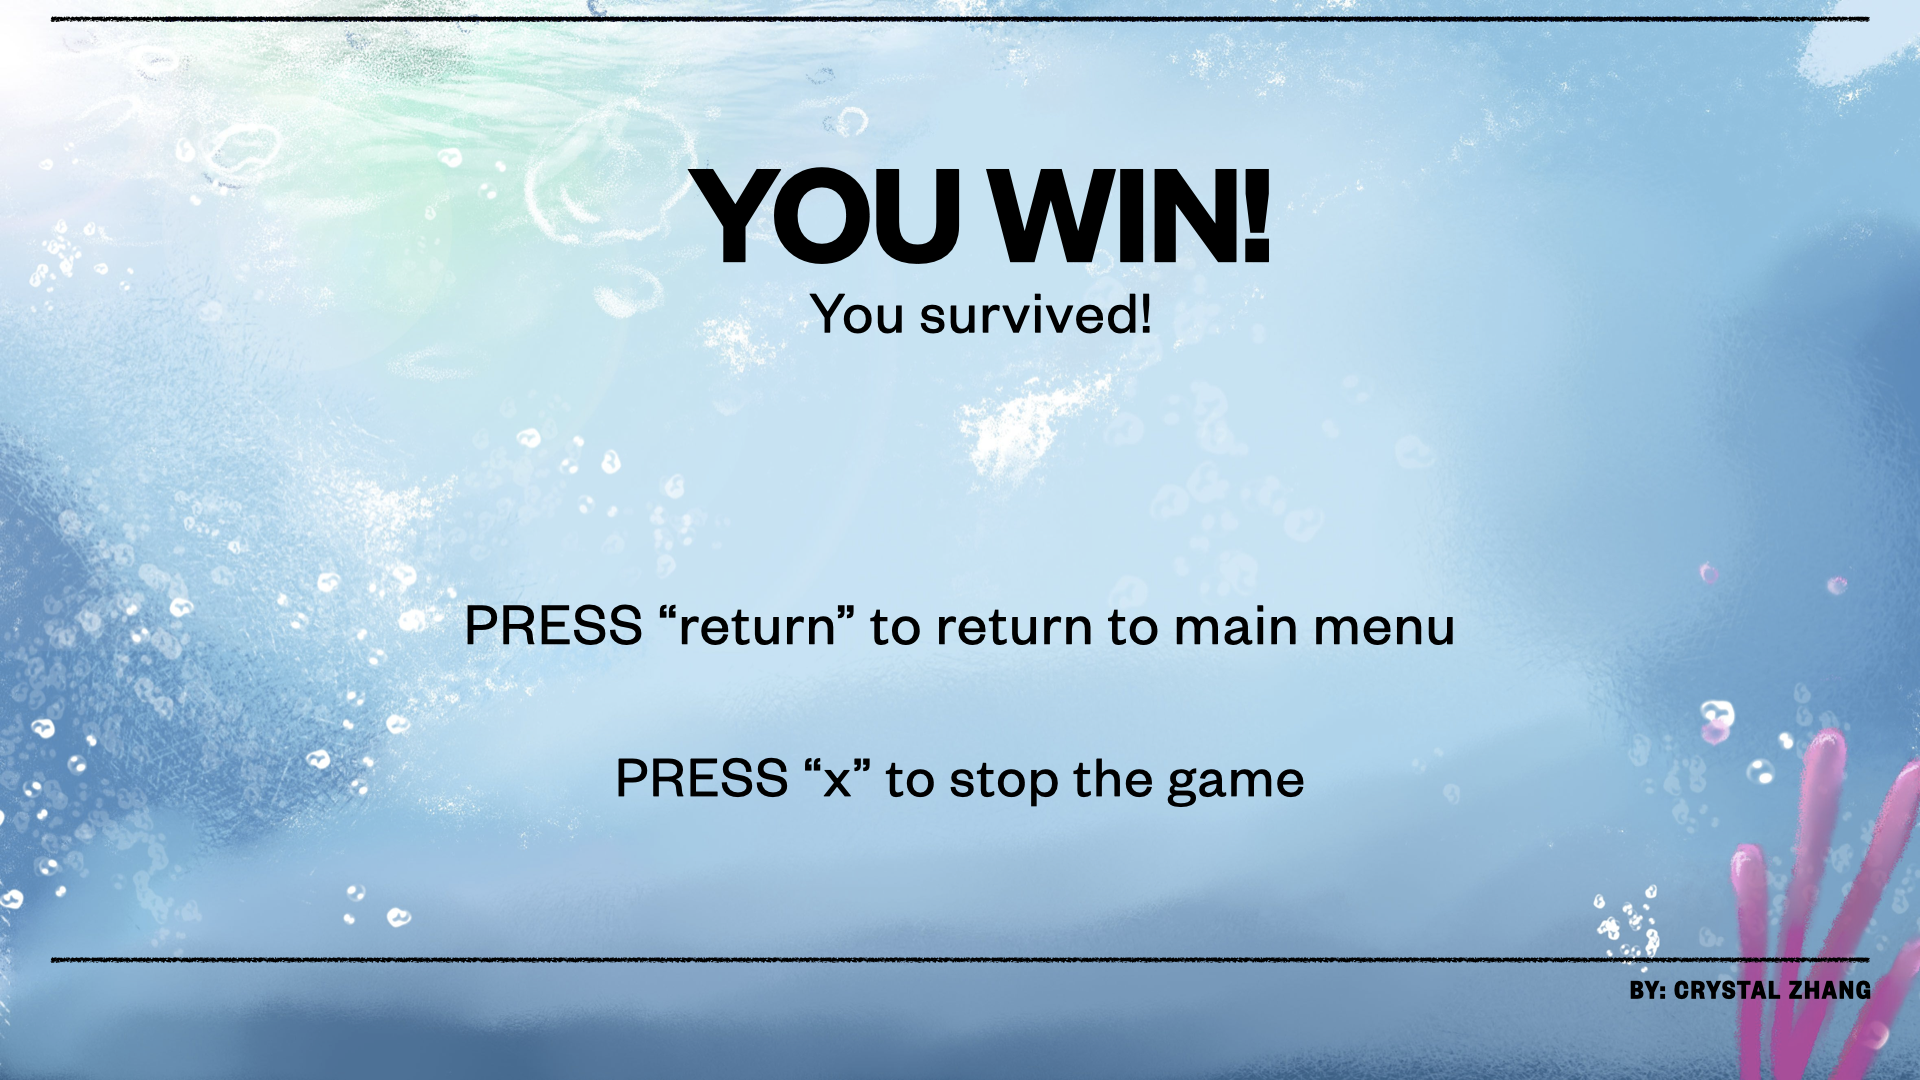 YOU WIN!
You survived!
PRESS “return” to return to main menu
PRESS “x” to stop the game
BY: CRYSTAL ZHANG